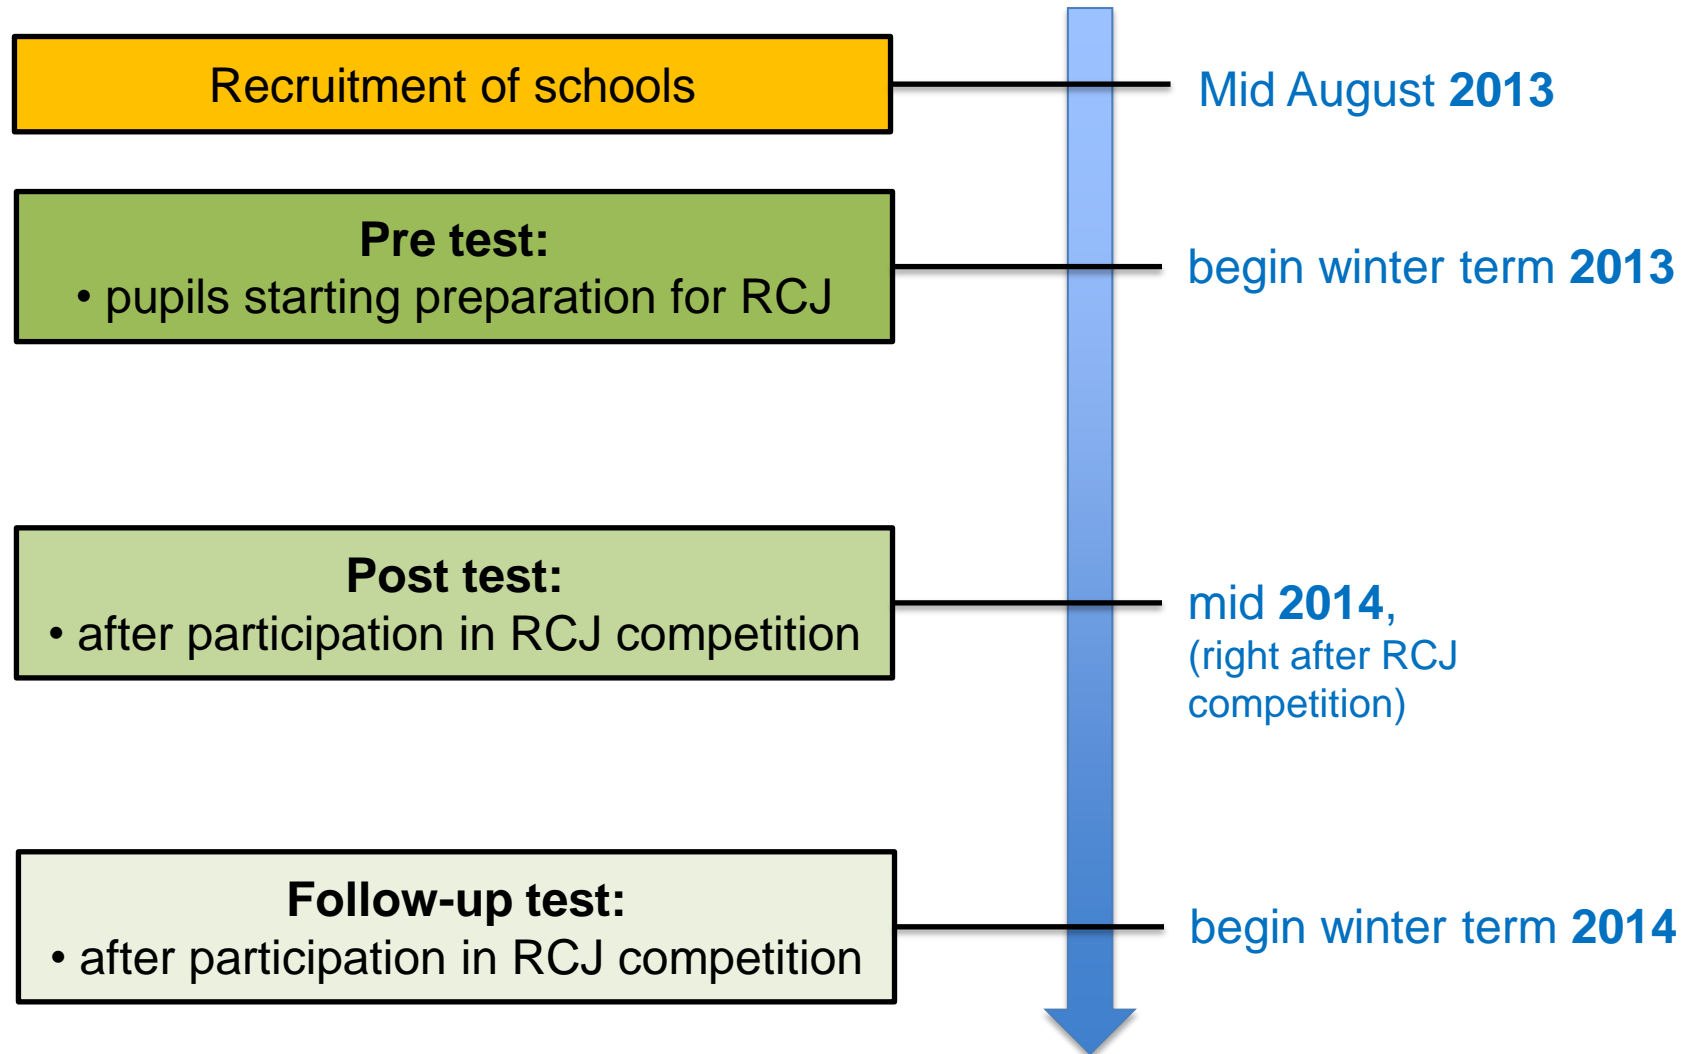 Recruitment of schools
Mid August 2013
Pre test:
• pupils starting preparation for RCJ
begin winter term 2013
Post test:
• after participation in RCJ competition
mid 2014,
(right after RCJ
competition)
Follow-up test:
• after participation in RCJ competition
begin winter term 2014